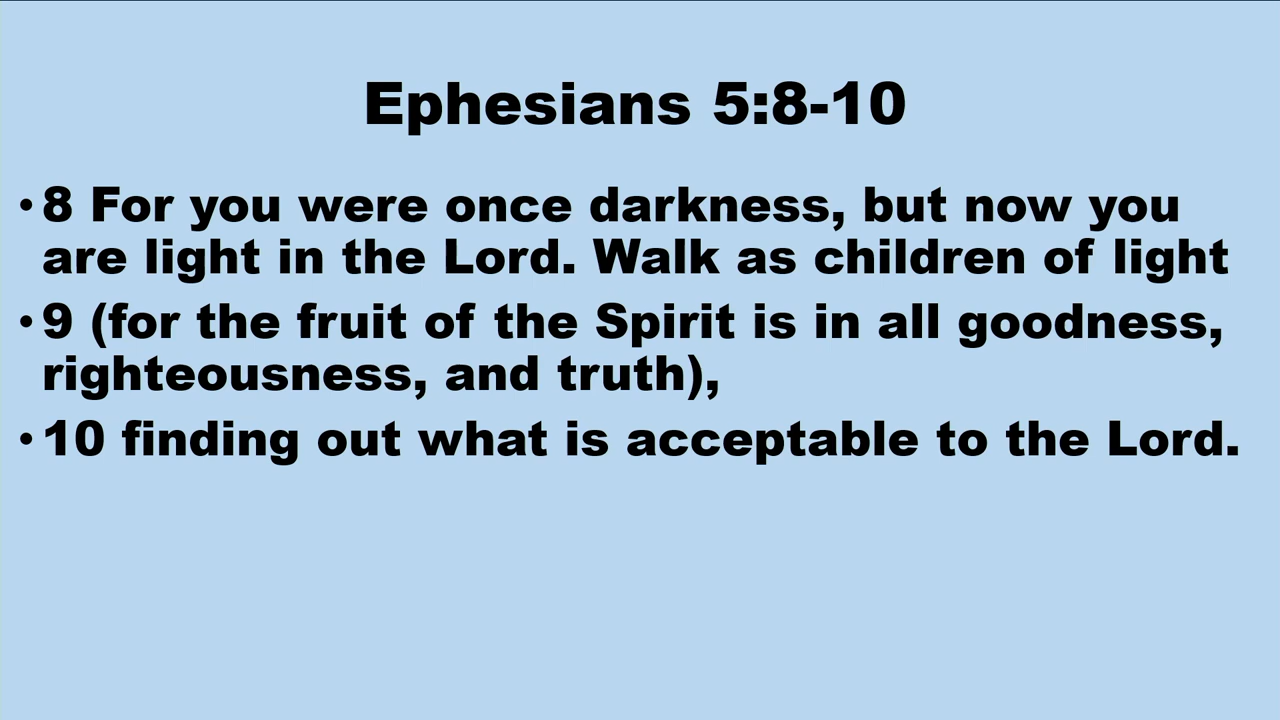 Ephesians 5:8-10
• 8 For you were once darkness, but now you
are light in the Lord. Walk as children of light
• 9 (for the fruit of the Spirit is in all goodness,
righteousness, and truth),
• 10 finding out what is acceptable to the Lord.